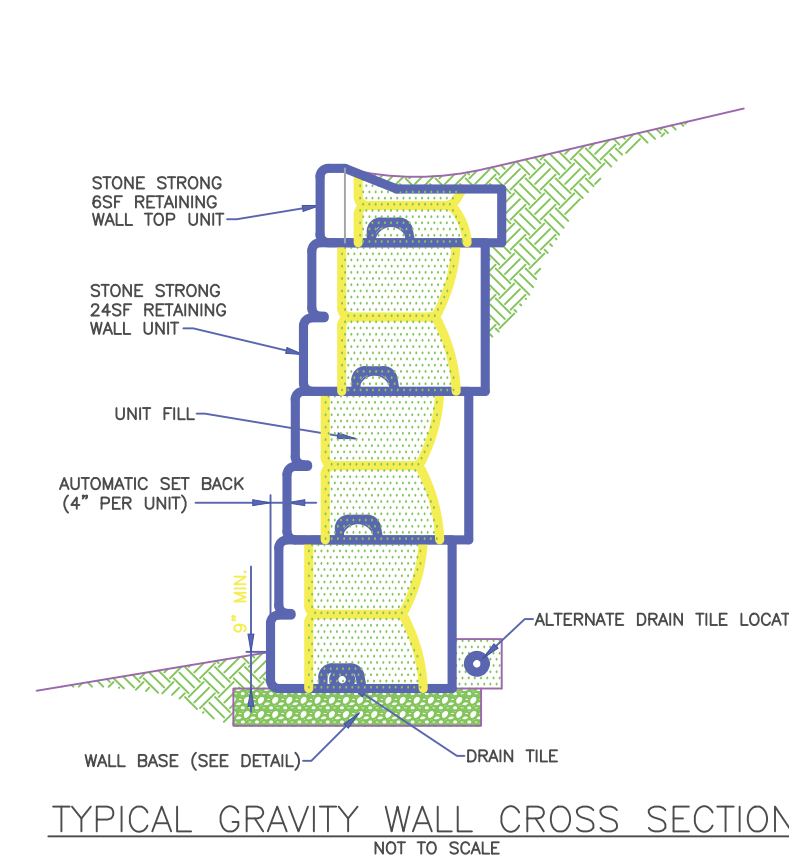 STONE STRONG
6SF RETAINING
WALL TOP UNIT
STONE STRONG
24SF RETAINING
WALL UNIT
UNIT FILL
AUTOMATIC SET BACK
(4" PER UNIT)
9" MIN.
ALTERNATE DRAIN TILE LOCAT
WALL BASE (SEE DETAIL)
DRAIN TILE
TYPICAL GRAVITY WALL CROSS SECTION
NOT TO SCALE